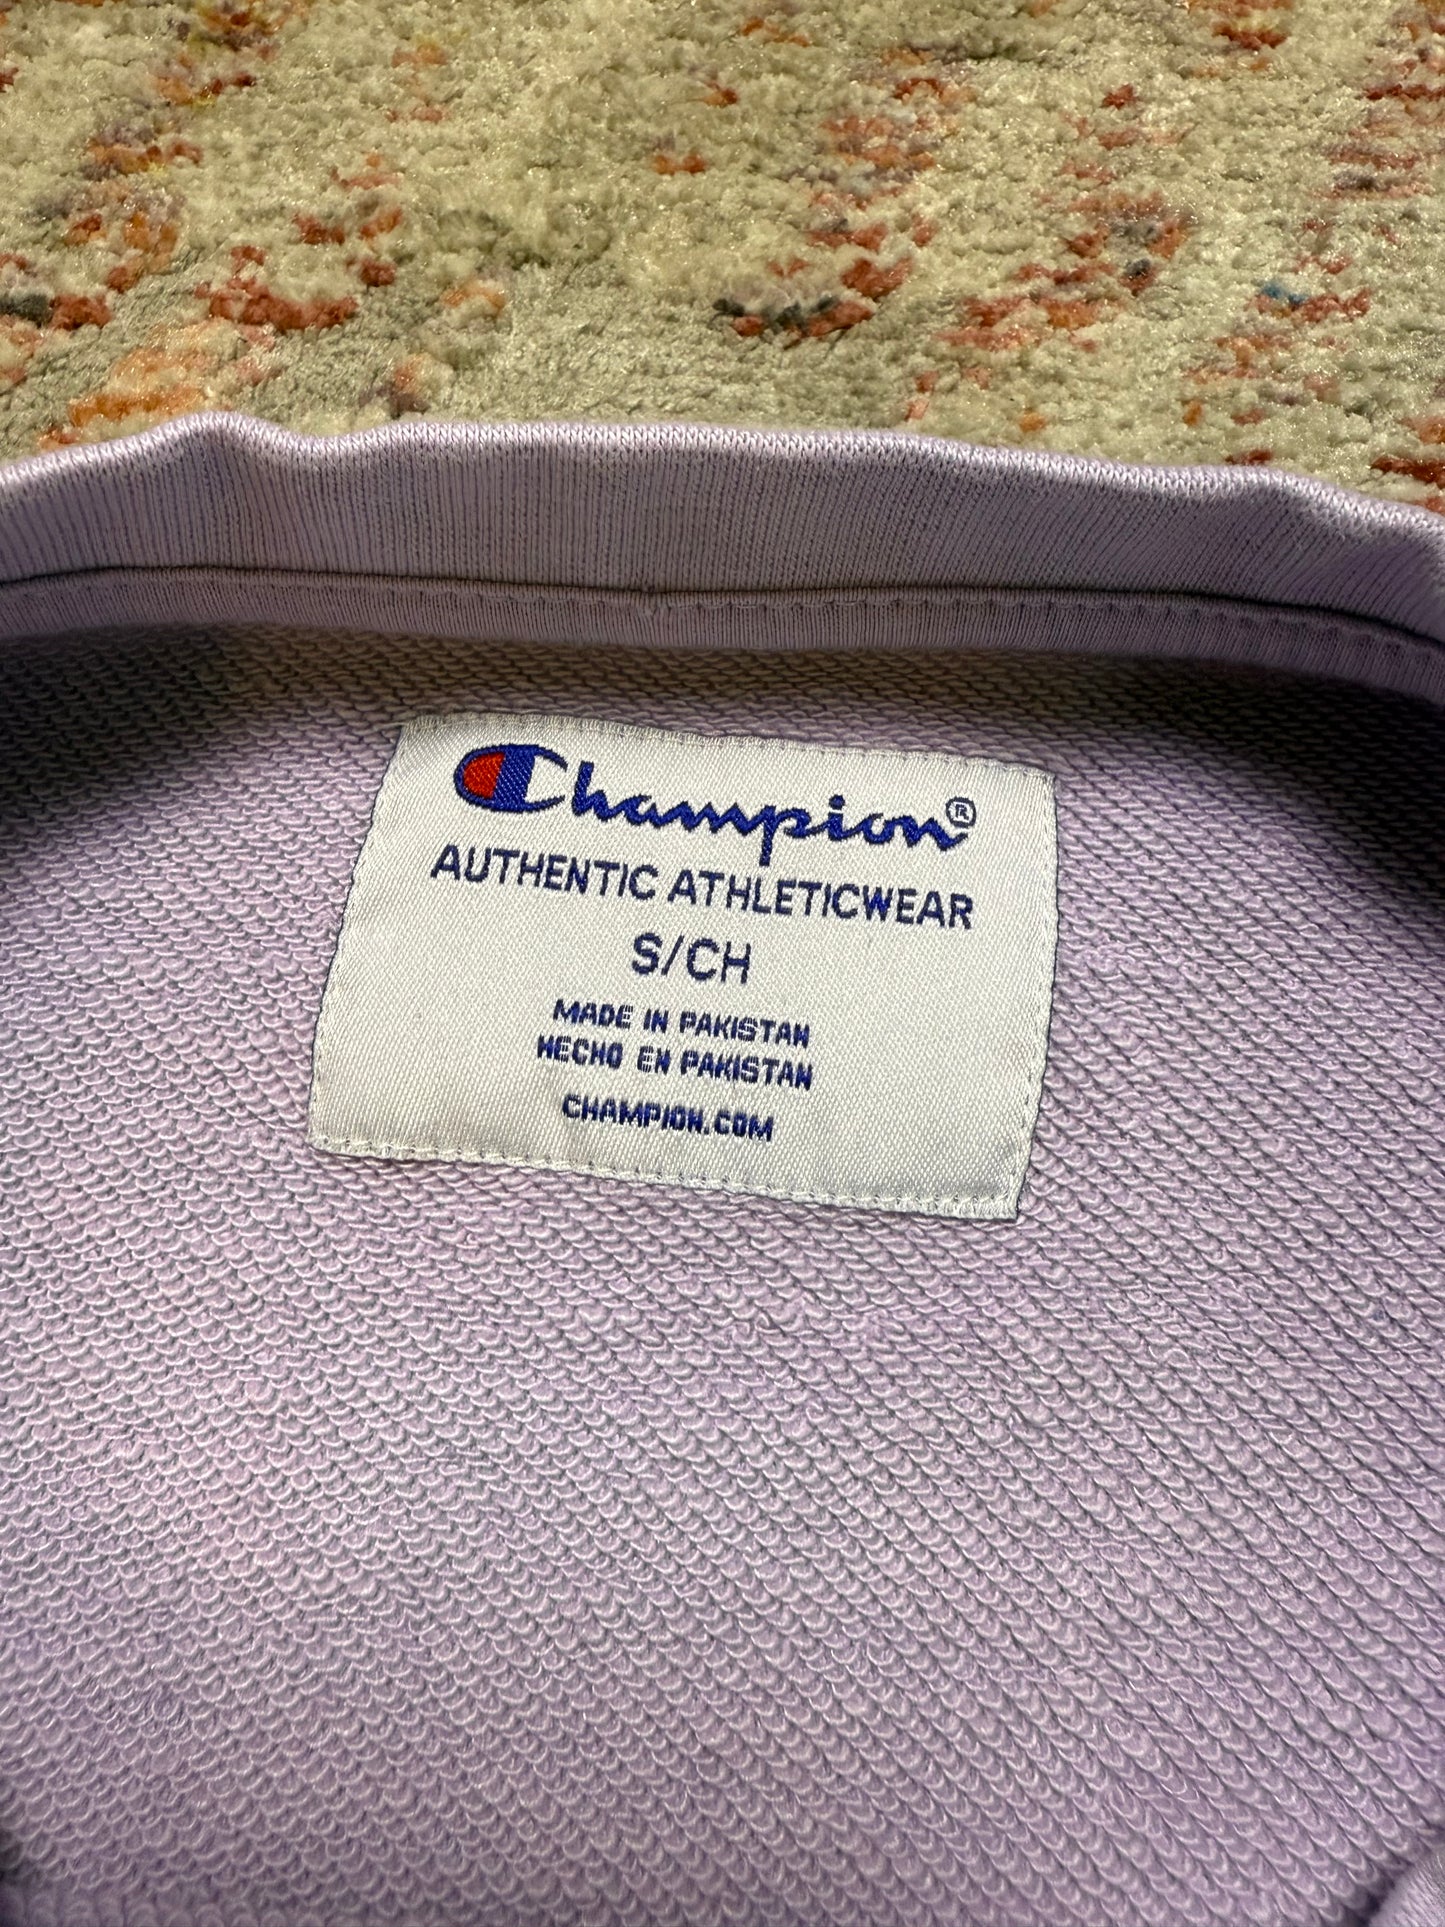 Champion®
AUTHENTIC ATHLETICWEAR
S/CH
MADE IN PAKISTAN
HECHO EN PAKISTAN
CHAMPION.COM